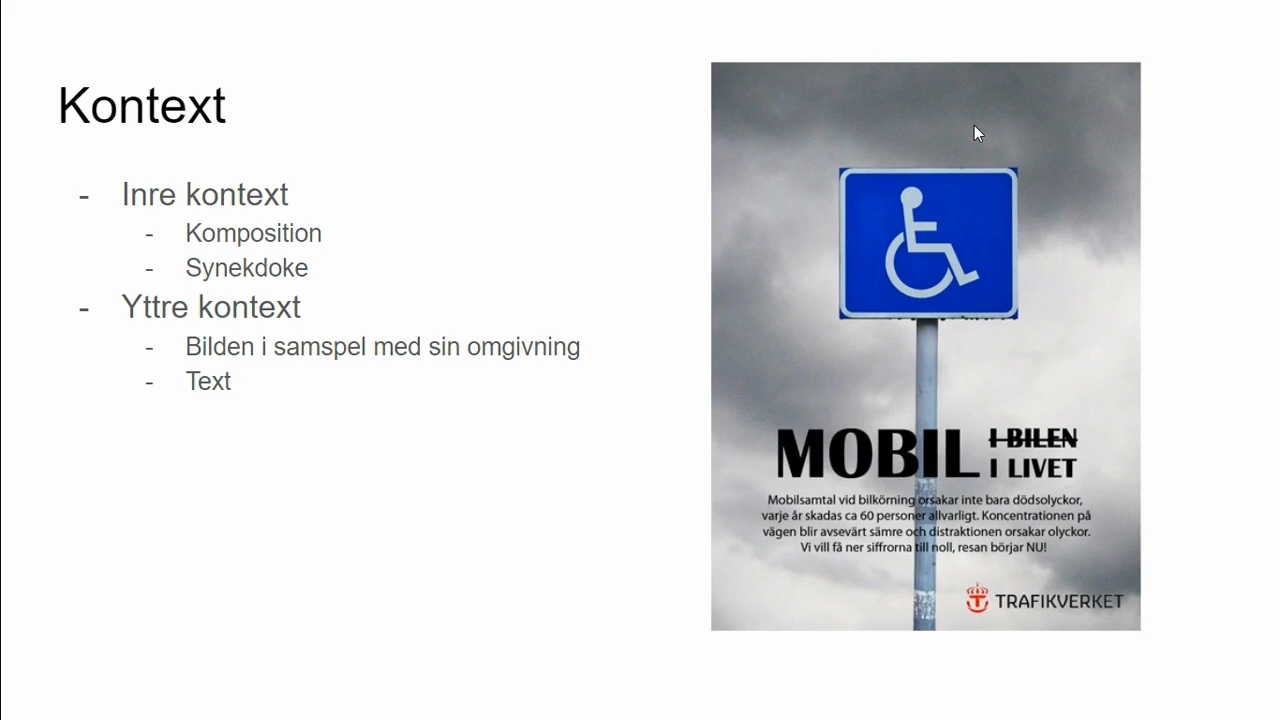 Kontext
- Inre kontext
- Komposition
- Synekdoke
- Yttre kontext
- Bilden i samspel med sin omgivning
- Text
MOBIL I BILEN
I LIVET
Mobilsamtal vid bilkörning orsakar inte bara dödsolyckor,
varje år skadas ca 60 personer allvarligt. Koncentrationen på
vägen blir avsevärt sämre och distraktionen orsakar olyckor.
Vi vill få ner siffrorna till noll, resan börjar NU!
TRAFIKVERKET